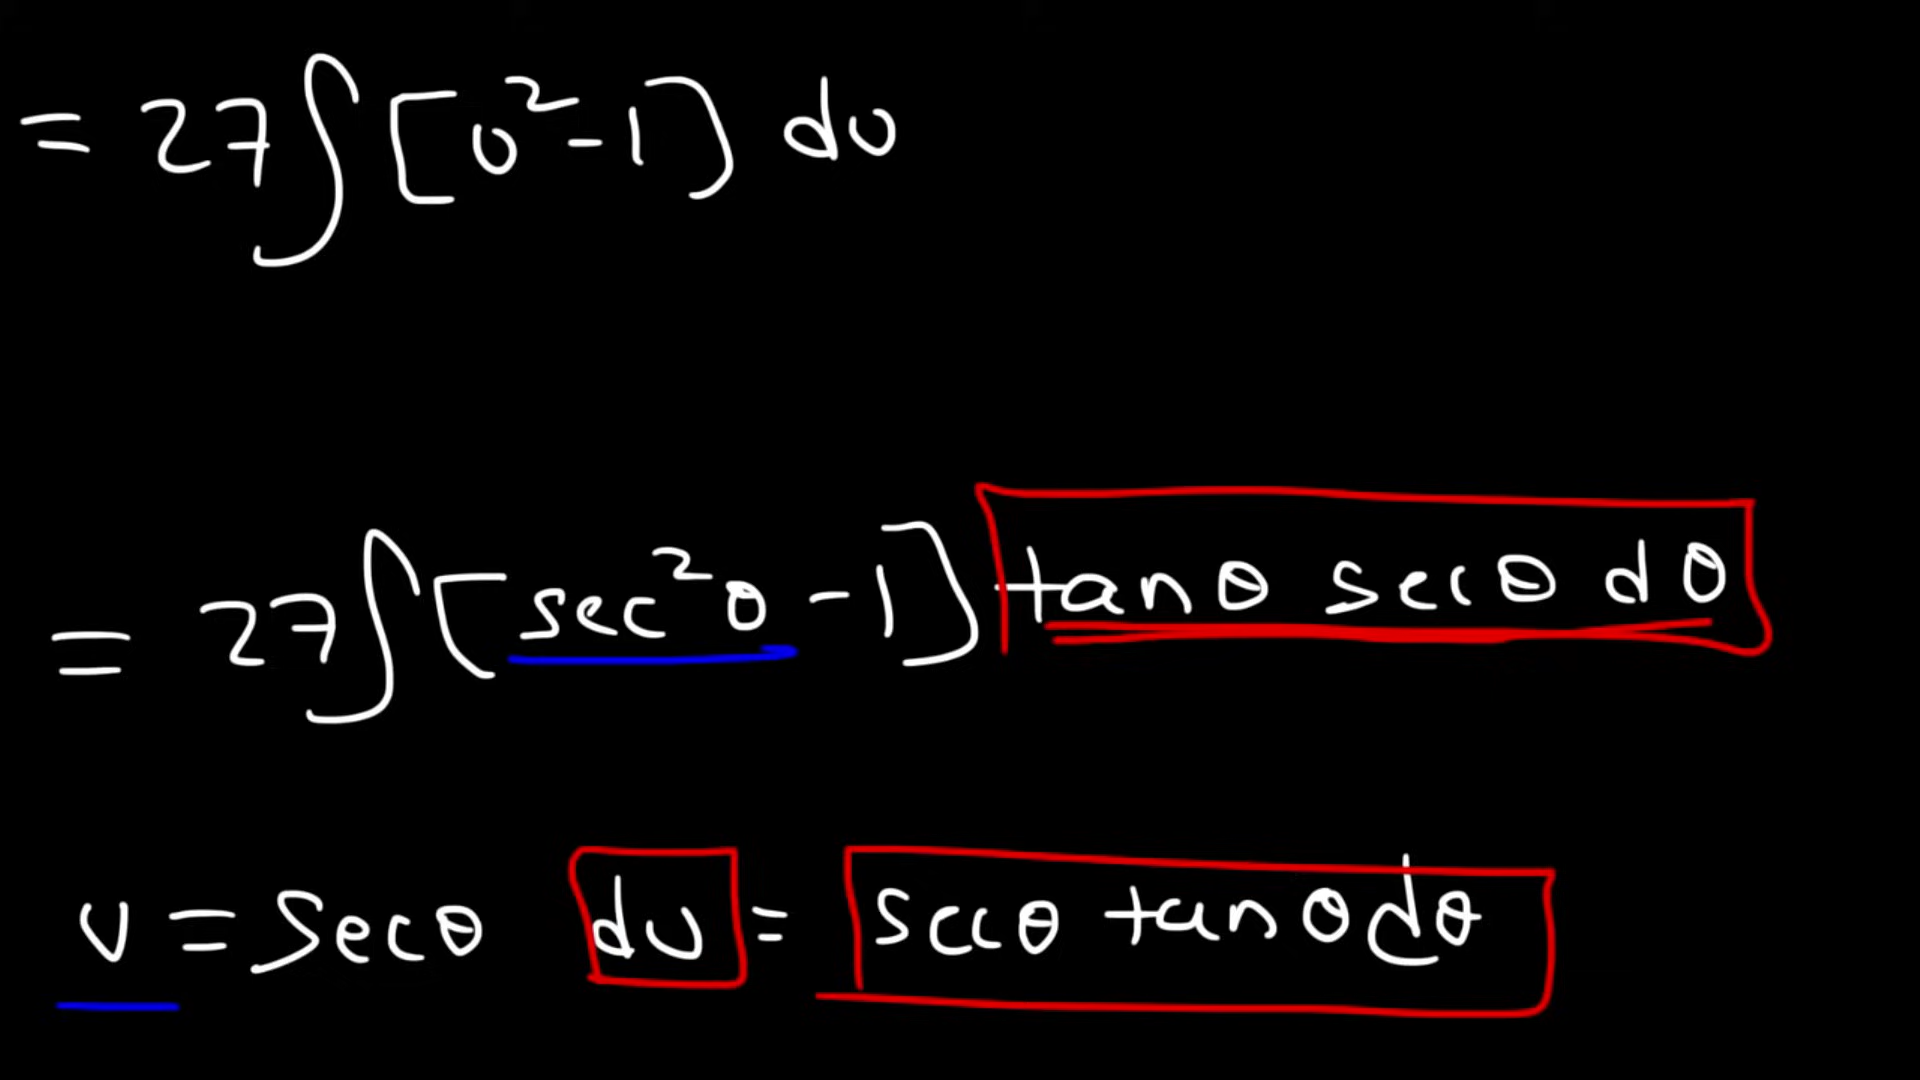 = 27∫[u²-1] du
= 27∫[sec²θ - 1] tanθ secθ dθ
u = secθ du = secθ tanθ dθ